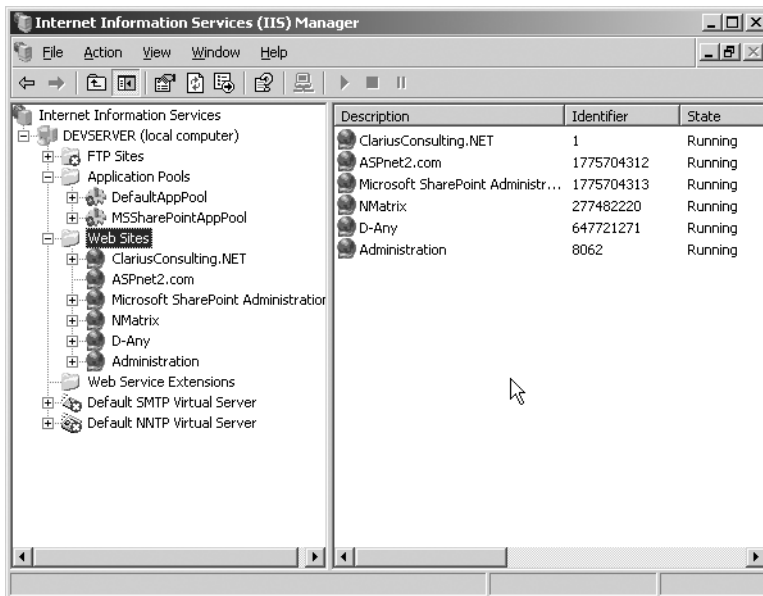 Internet Information Services (IIS) Manager
File Action View Window Help
Internet Information Services
DEVSERVER (local computer)
FTP Sites
Application Pools
DefaultAppPool
MSSharePointAppPool
Web Sites
ClariusConsulting.NET
ASPnet2.com
Microsoft SharePoint Administration
NMatrix
D-Any
Administration
Web Service Extensions
Default SMTP Virtual Server
Default NNTP Virtual Server
Description Identifier State
ClariusConsulting.NET 1 Running
ASPnet2.com 1775704312 Running
Microsoft SharePoint Administr... 1775704313 Running
NMatrix 277482220 Running
D-Any 647721271 Running
Administration 8062 Running